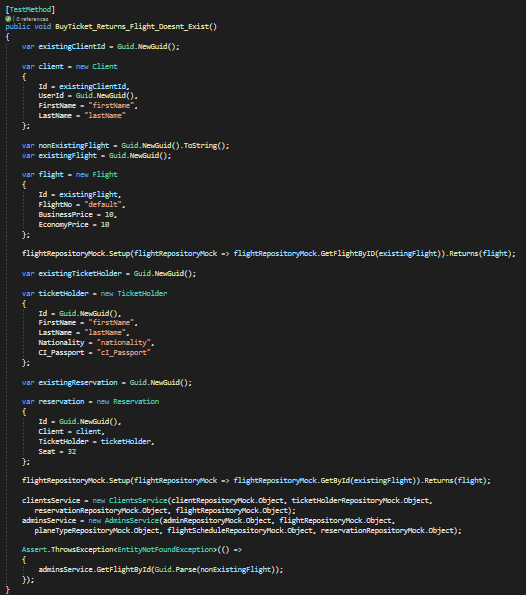 [TestMethod]
0 references
public void BuyTicket_Returns_Flight_Doesnt_Exist()
{
var existingClientId = Guid.NewGuid();
var client = new Client
{
Id = existingClientId,
UserId = Guid.NewGuid(),
FirstName = "firstName",
LastName = "lastName"
};
var nonExistingFlight = Guid.NewGuid().ToString();
var existingFlight = Guid.NewGuid();
var flight = new Flight
{
Id = existingFlight,
FlightNo = "default",
BusinessPrice = 10,
EconomyPrice = 10
};
flightRepositoryMock.Setup(flightRepositoryMock => flightRepositoryMock.GetFlightByID(existingFlight)).Returns(flight);
var existingTicketHolder = Guid.NewGuid();
var ticketHolder = new TicketHolder
{
Id = Guid.NewGuid(),
FirstName = "firstName",
LastName = "lastName",
Nationality = "nationality",
CI_Passport = "cI_Passport"
};
var existingReservation = Guid.NewGuid();
var reservation = new Reservation
{
Id = Guid.NewGuid(),
Client = client,
TicketHolder = ticketHolder,
Seat = 32
};
flightRepositoryMock.Setup(flightRepositoryMock => flightRepositoryMock.GetById(existingFlight)).Returns(flight);
clientsService = new ClientsService(clientRepositoryMock.Object, ticketHolderRepositoryMock.Object,
reservationRepositoryMock.Object, flightRepositoryMock.Object);
adminsService = new AdminsService(adminRepositoryMock.Object, flightRepositoryMock.Object,
planeTypeRepositoryMock.Object, flightScheduleRepositoryMock.Object, reservationRepositoryMock.Object);
Assert.ThrowsException<EntityNotFoundException>(() =>
{
adminsService.GetFlightById(Guid.Parse(nonExistingFlight));
});
}